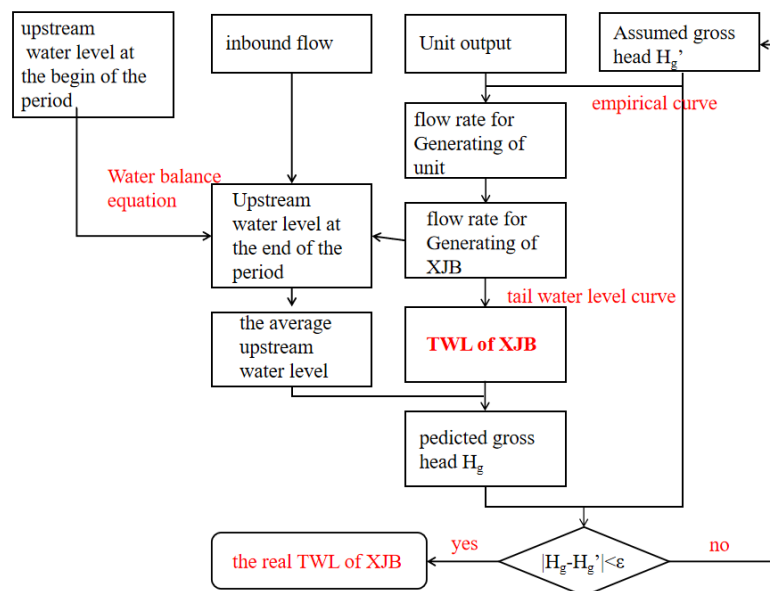 upstream
water level at
the begin of the
period
inbound flow
Unit output
Assumed gross
head Hg’
empirical curve
flow rate for
Generating of
unit
Water balance
equation
Upstream
water level at
the end of the
period
flow rate for
Generating of
XJB
tail water level curve
the average
upstream
water level
TWL of XJB
pedicted gross
head Hg
the real TWL of XJB
yes
|Hg-Hg’|<ε
no